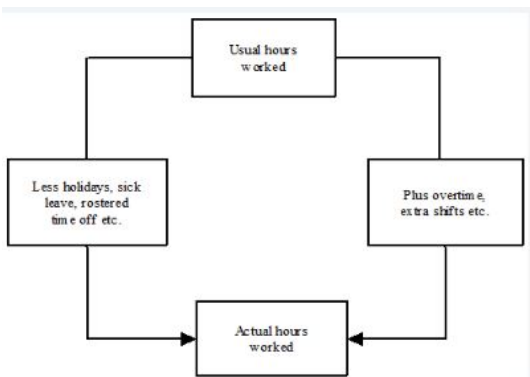 Usual hours
worked
Less holidays, sick
leave, rostered
time off etc.
Plus overtime,
extra shifts etc.
Actual hours
worked